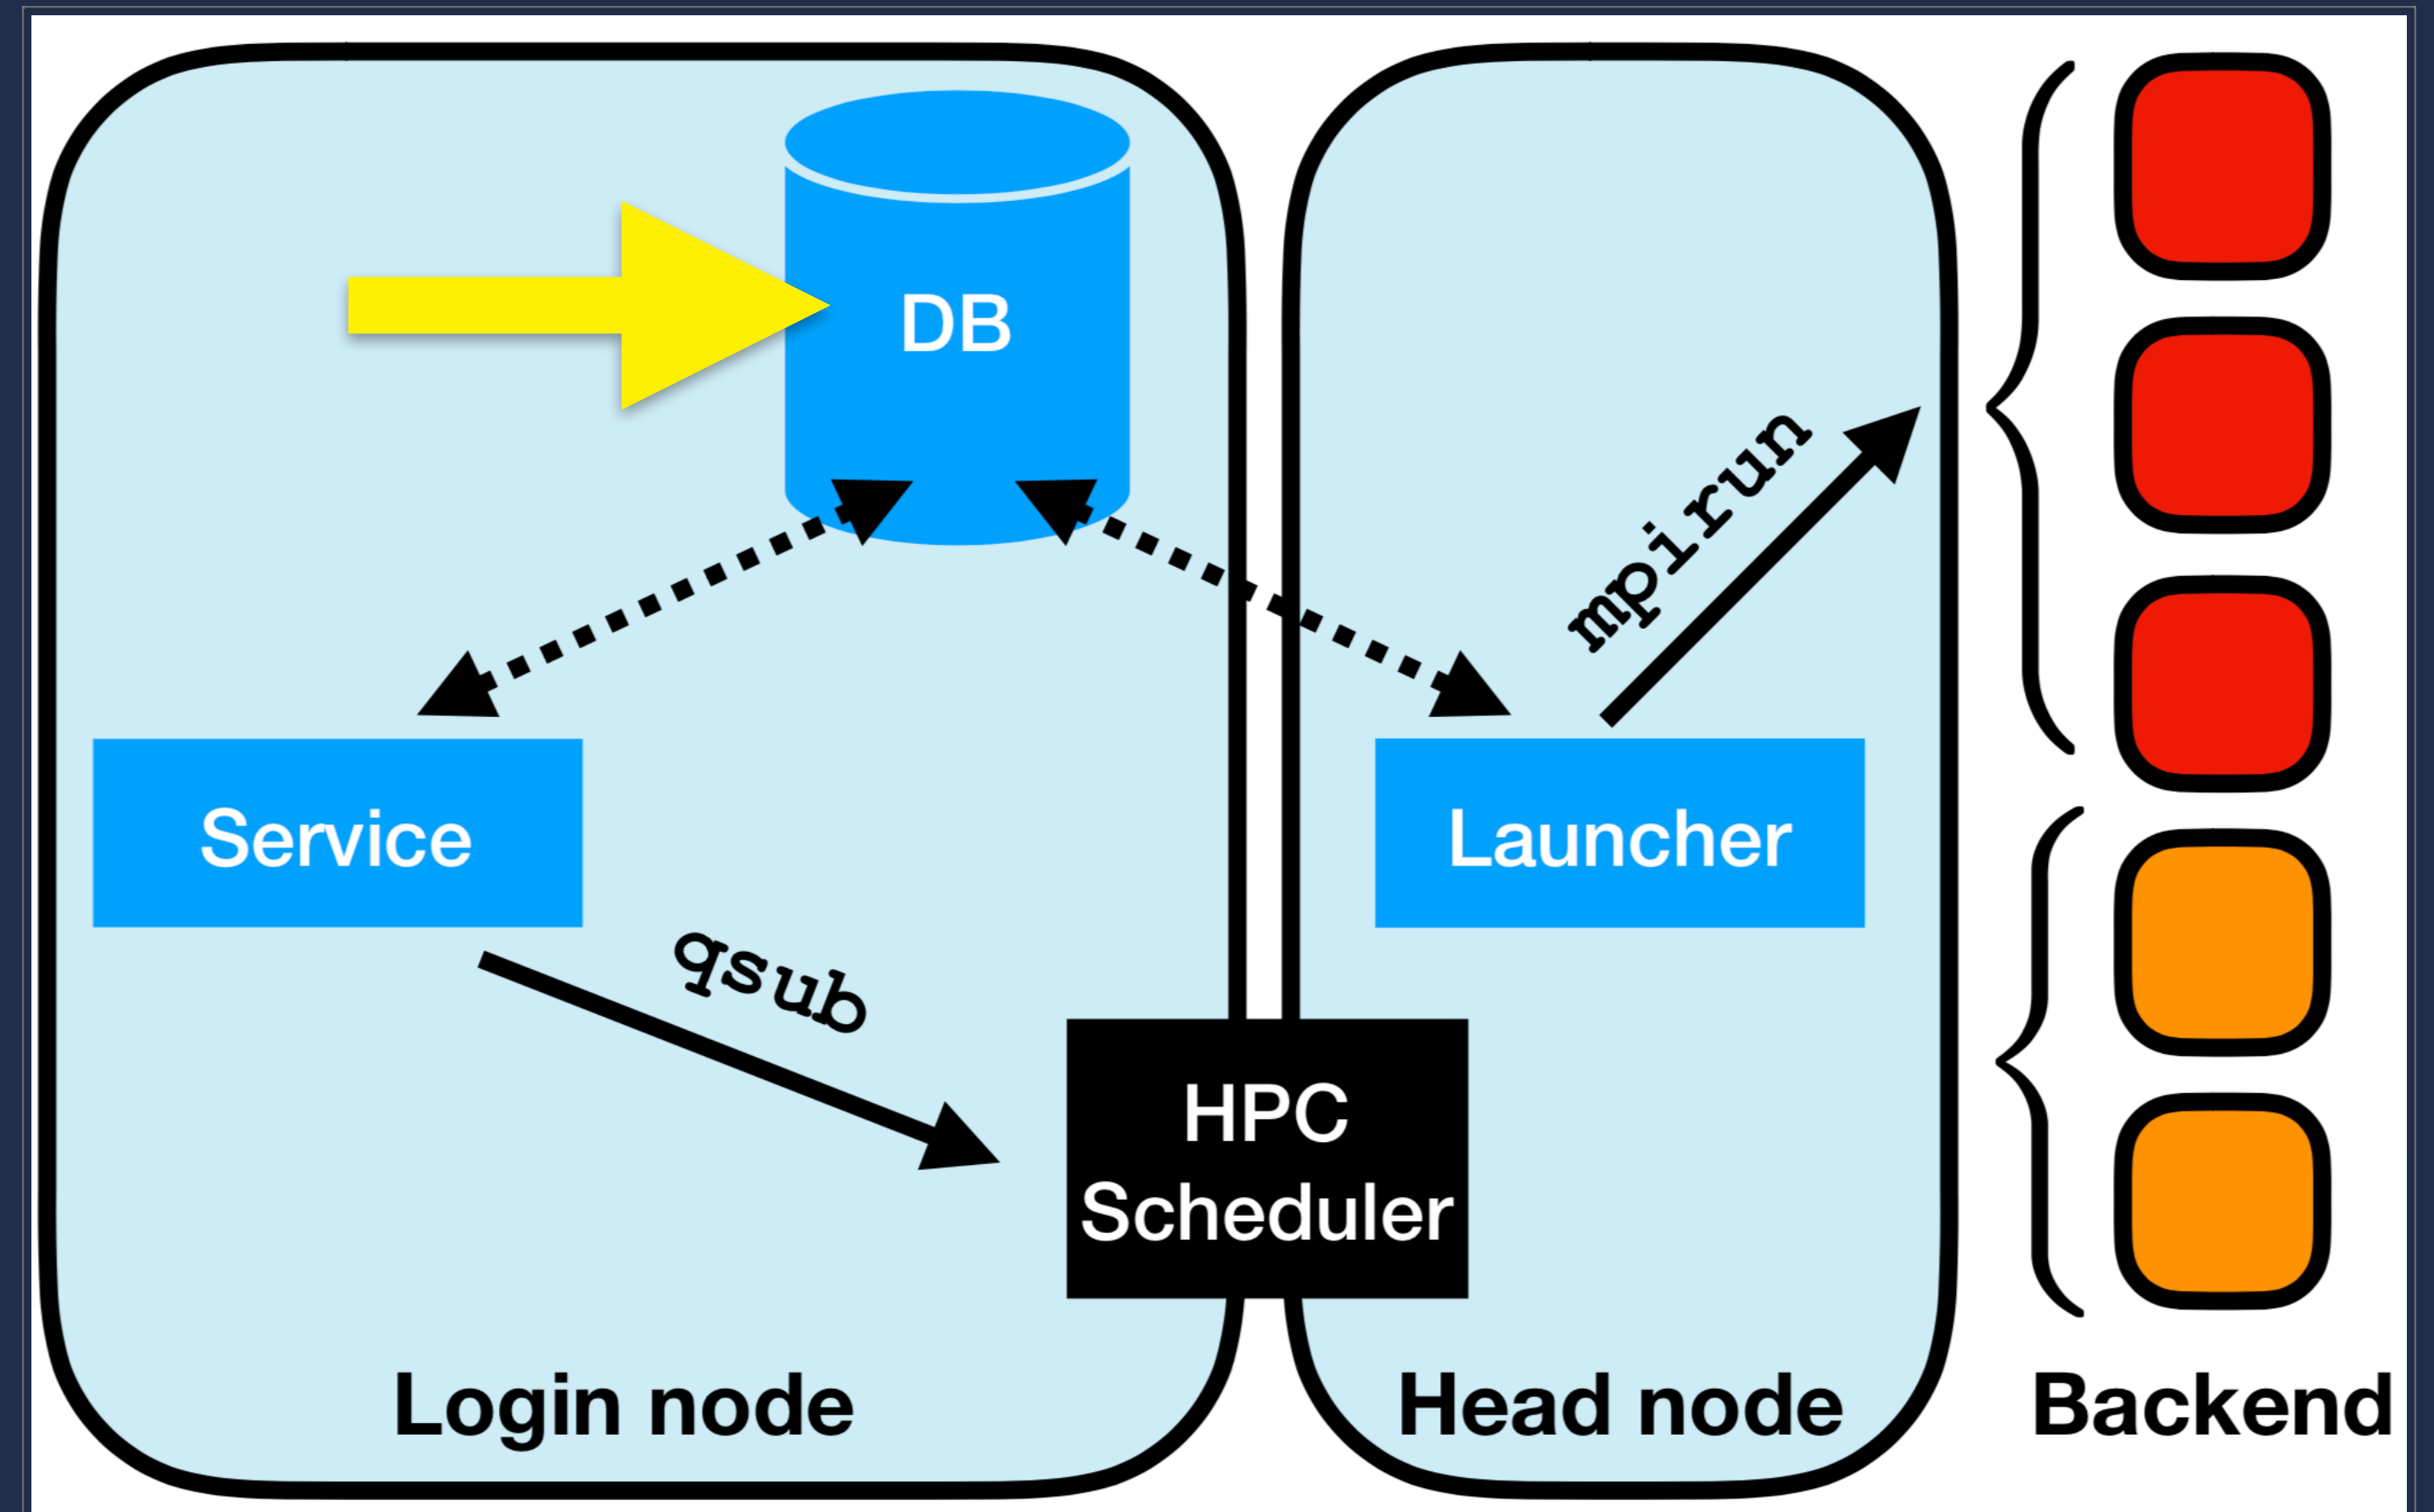 DB
mpirun
Service
Launcher
qsub
HPC
Scheduler
Login node
Head node
Backend